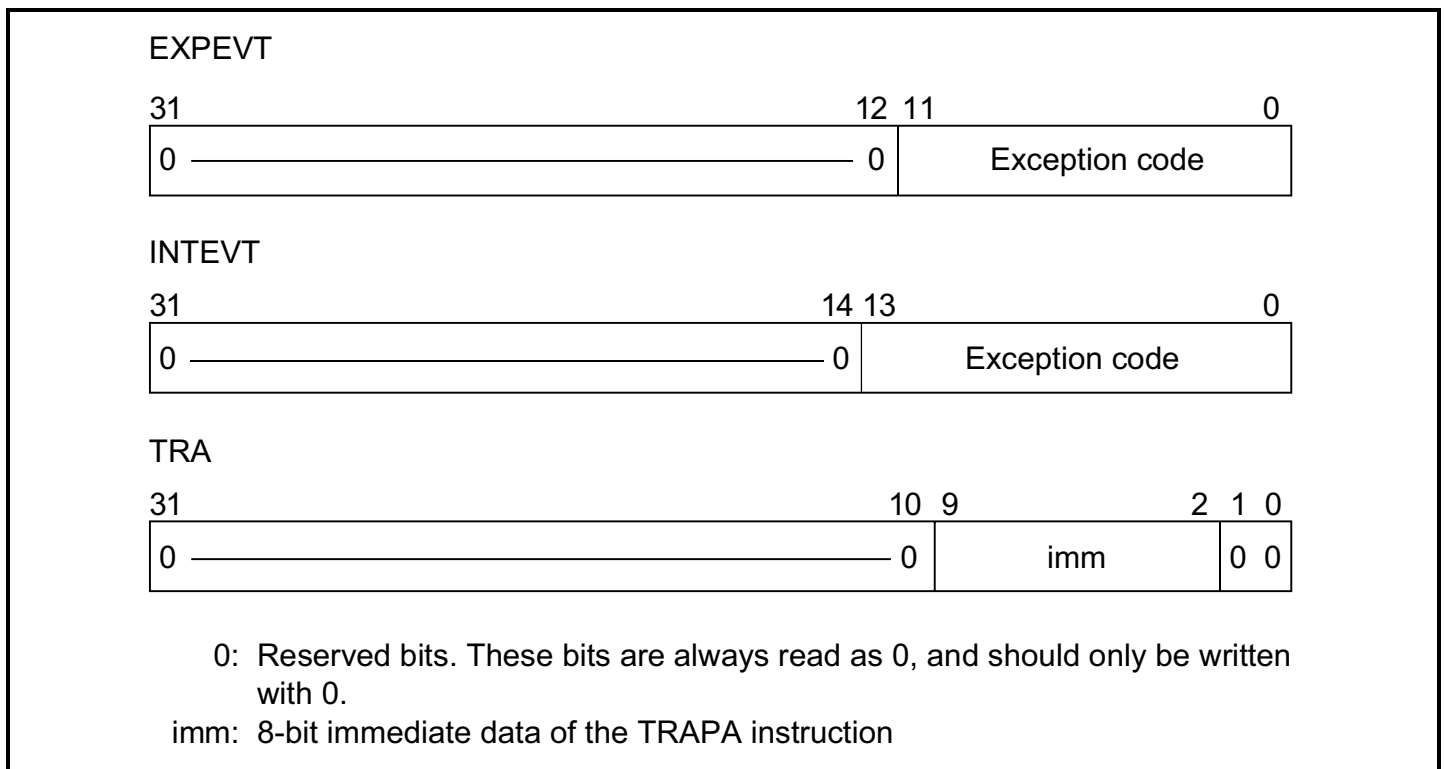 EXPEVT
31 12 11 0
0 0 Exception code
INTEVT
31 14 13 0
0 0 Exception code
TRA
31 10 9 2 1 0
0 0 imm 0 0
0: Reserved bits. These bits are always read as 0, and should only be written
with 0.
imm: 8-bit immediate data of the TRAPA instruction